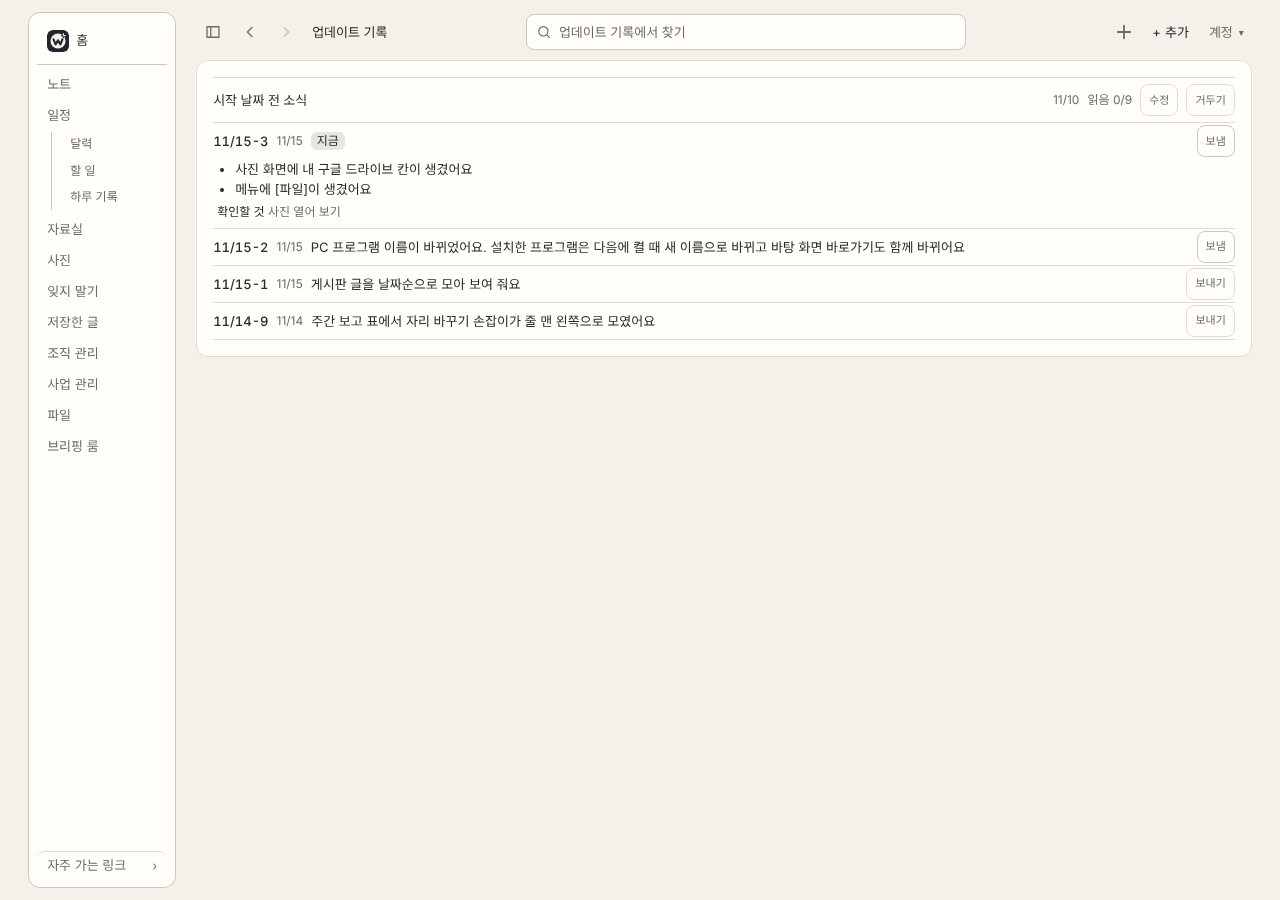 홈
노트
일정
달력
할 일
하루 기록
자료실
사진
잊지 말기
저장한 글
조직 관리
사업 관리
파일
브리핑 룸
자주 가는 링크 ›
업데이트 기록
업데이트 기록에서 찾기
+ 추가
계정 ▾
시작 날짜 전 소식 11/10 읽음 0/9 수정 거두기
11/15-3 11/15 지금 보냄
• 사진 화면에 내 구글 드라이브 칸이 생겼어요
• 메뉴에 [파일]이 생겼어요
확인할 것 사진 열어 보기
11/15-2 11/15 PC 프로그램 이름이 바뀌었어요. 설치한 프로그램은 다음에 켤 때 새 이름으로 바뀌고 바탕 화면 바로가기도 함께 바뀌어요 보냄
11/15-1 11/15 게시판 글을 날짜순으로 모아 보여 줘요 보내기
11/14-9 11/14 주간 보고 표에서 자리 바꾸기 손잡이가 줄 맨 왼쪽으로 모였어요 보내기